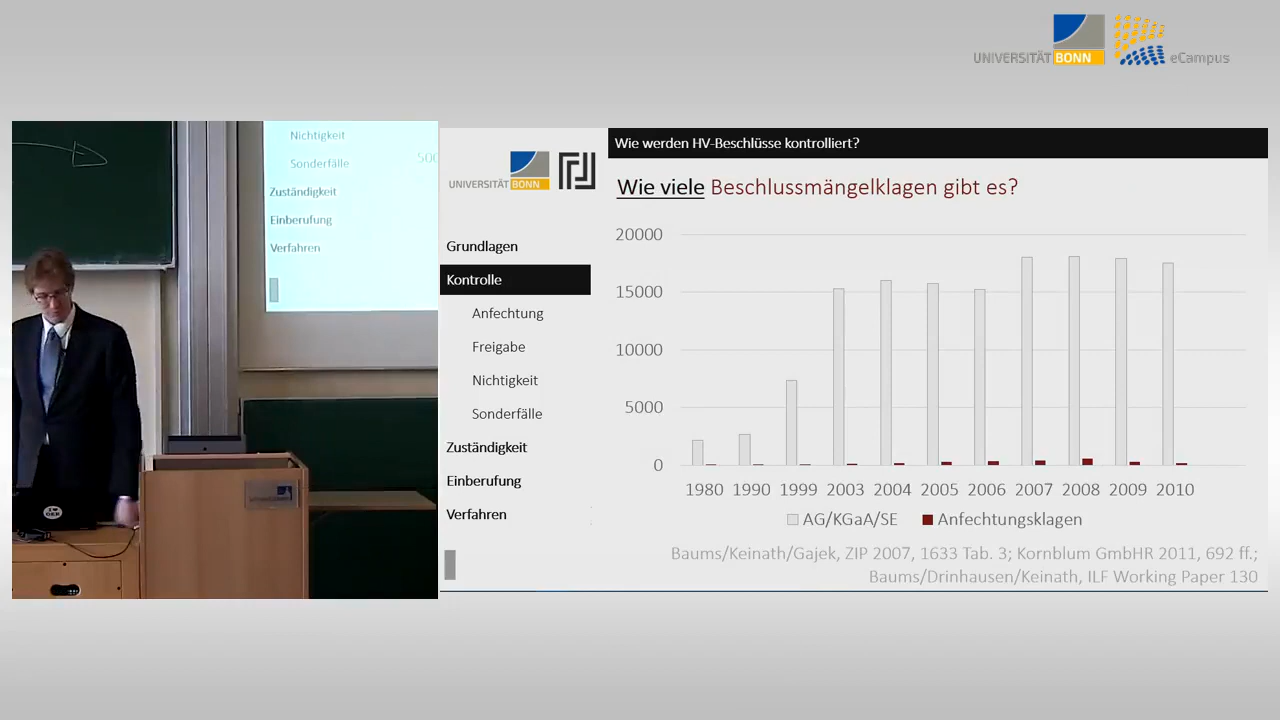 UNIVERSITÄT BONN
eCampus
Nichtigkeit
Sonderfälle
500
Zuständigkeit
Einberufung
Verfahren
UNIVERSITÄT BONN
Grundlagen
Kontrolle
Anfechtung
Freigabe
Nichtigkeit
Sonderfälle
Zuständigkeit
Einberufung
Verfahren
Wie werden HV-Beschlüsse kontrolliert?
Wie viele Beschlussmängelklagen gibt es?
20000
15000
10000
5000
0
1980 1990 1999 2003 2004 2005 2006 2007 2008 2009 2010
AG/KGaA/SE Anfechtungsklagen
Baums/Keinath/Gajek, ZIP 2007, 1633 Tab. 3; Kornblum GmbHR 2011, 692 ff.;
Baums/Drinhausen/Keinath, ILF Working Paper 130